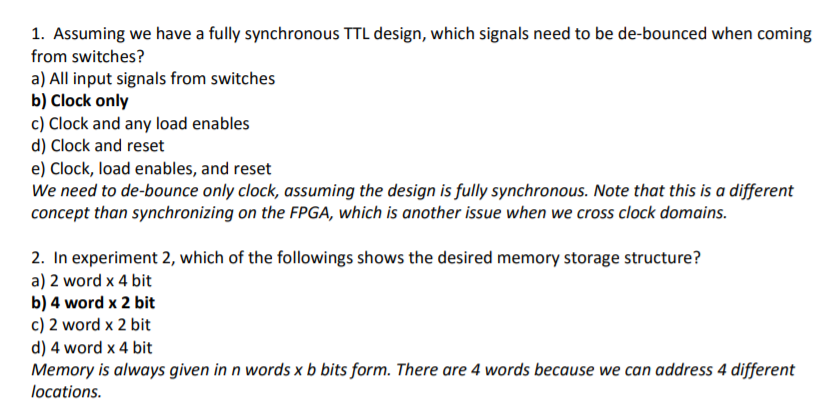 1. Assuming we have a fully synchronous TTL design, which signals need to be de-bounced when coming
from switches?
a) All input signals from switches
b) Clock only
c) Clock and any load enables
d) Clock and reset
e) Clock, load enables, and reset
We need to de-bounce only clock, assuming the design is fully synchronous. Note that this is a different
concept than synchronizing on the FPGA, which is another issue when we cross clock domains.
2. In experiment 2, which of the followings shows the desired memory storage structure?
a) 2 word x 4 bit
b) 4 word x 2 bit
c) 2 word x 2 bit
d) 4 word x 4 bit
Memory is always given in n words x b bits form. There are 4 words because we can address 4 different
locations.